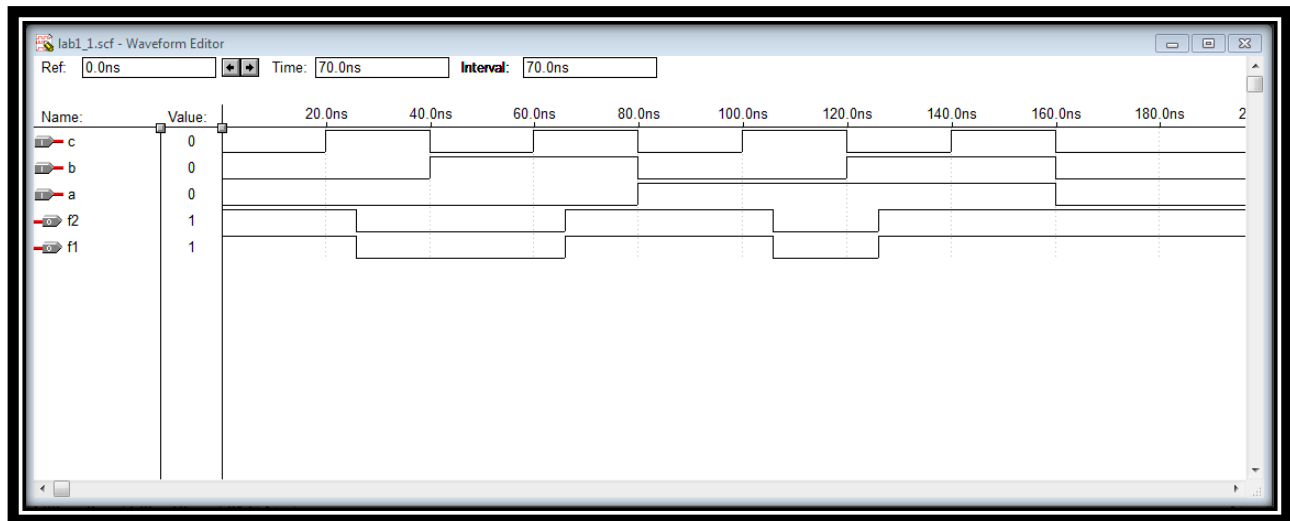 lab1_1.scf - Waveform Editor
Ref: 0.0ns Time: 70.0ns Interval: 70.0ns
Name: Value: 20.0ns 40.0ns 60.0ns 80.0ns 100.0ns 120.0ns 140.0ns 160.0ns 180.0ns 2
c 0
b 0
a 0
f2 1
f1 1